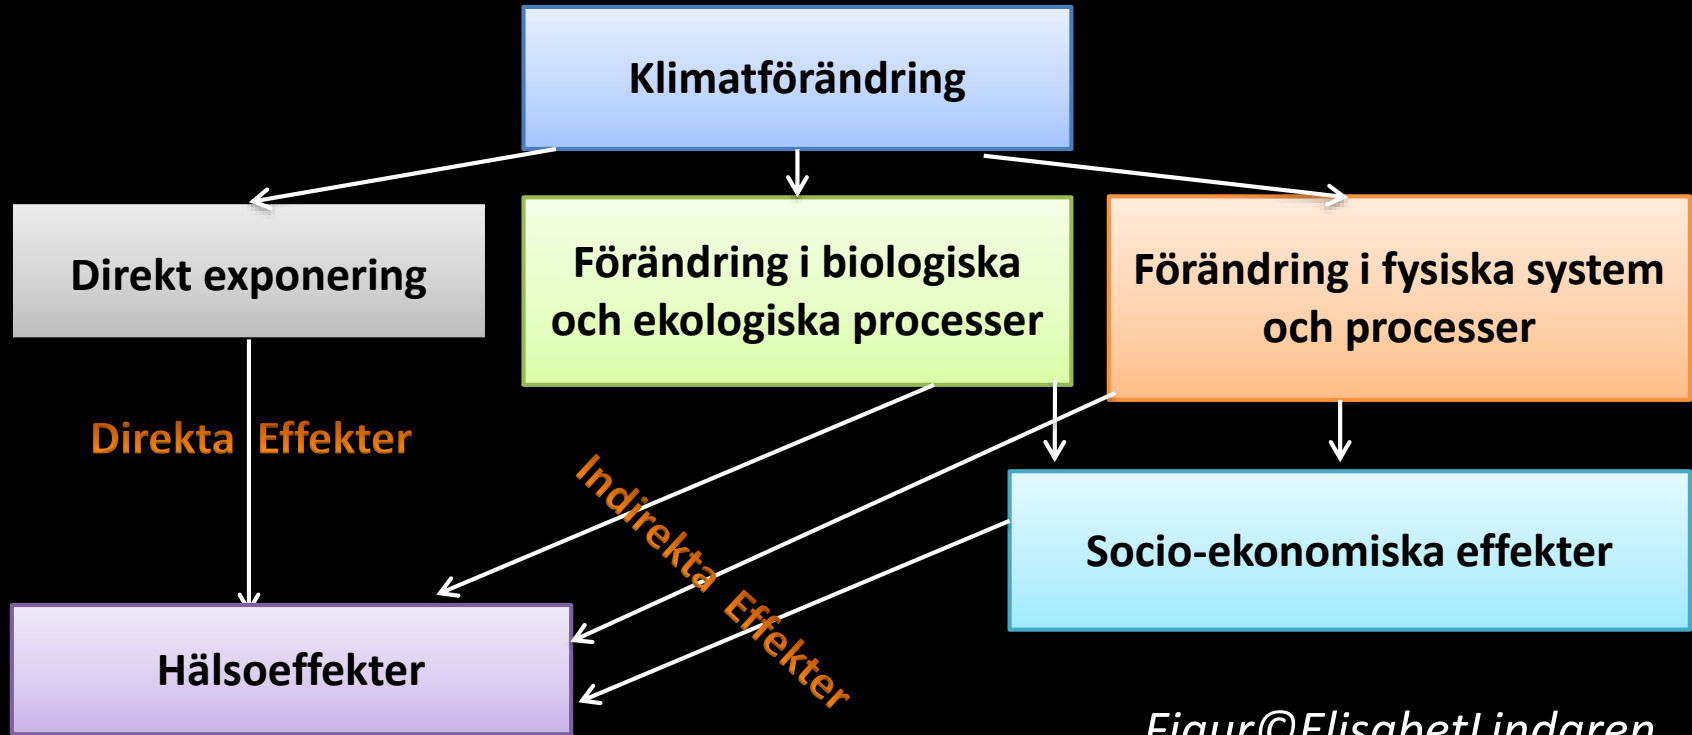 Klimatförändring
Direkt exponering
Förändring i biologiska
och ekologiska processer
Förändring i fysiska system
och processer
Direkta Effekter
Indirekta Effekter
Socio-ekonomiska effekter
Hälsoeffekter
Figur©ElisabetLindgren